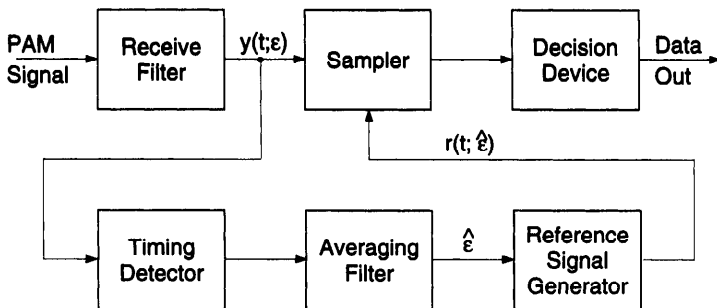 PAM
Signal
Receive
Filter
y(t;ε)
Sampler
Decision
Device
Data
Out
r(t; ε̂)
Timing
Detector
Averaging
Filter
ε̂
Reference
Signal
Generator